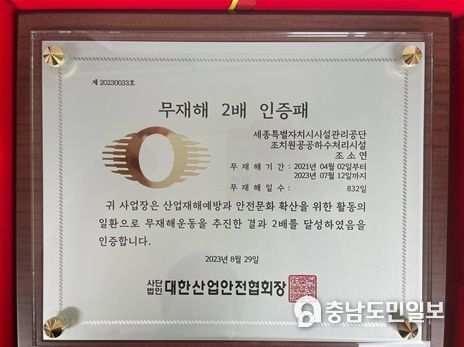 제 20230033호
무재해 2배 인증패
세종특별자치시시설관리공단
조치원공공하수처리시설
조 소 연
무 재 해 기 간 : 2021년 04월 02일부터
2023년 07월 12일까지
무 재 해 일 수 : 832일
귀 사업장은 산업재해예방과 안전문화 확산을 위한 활동의
일환으로 무재해운동을 추진한 결과 2배를 달성하였음을
인증합니다.
2023년 8월 29일
사단법인 대한산업안전협회장
충남도민일보